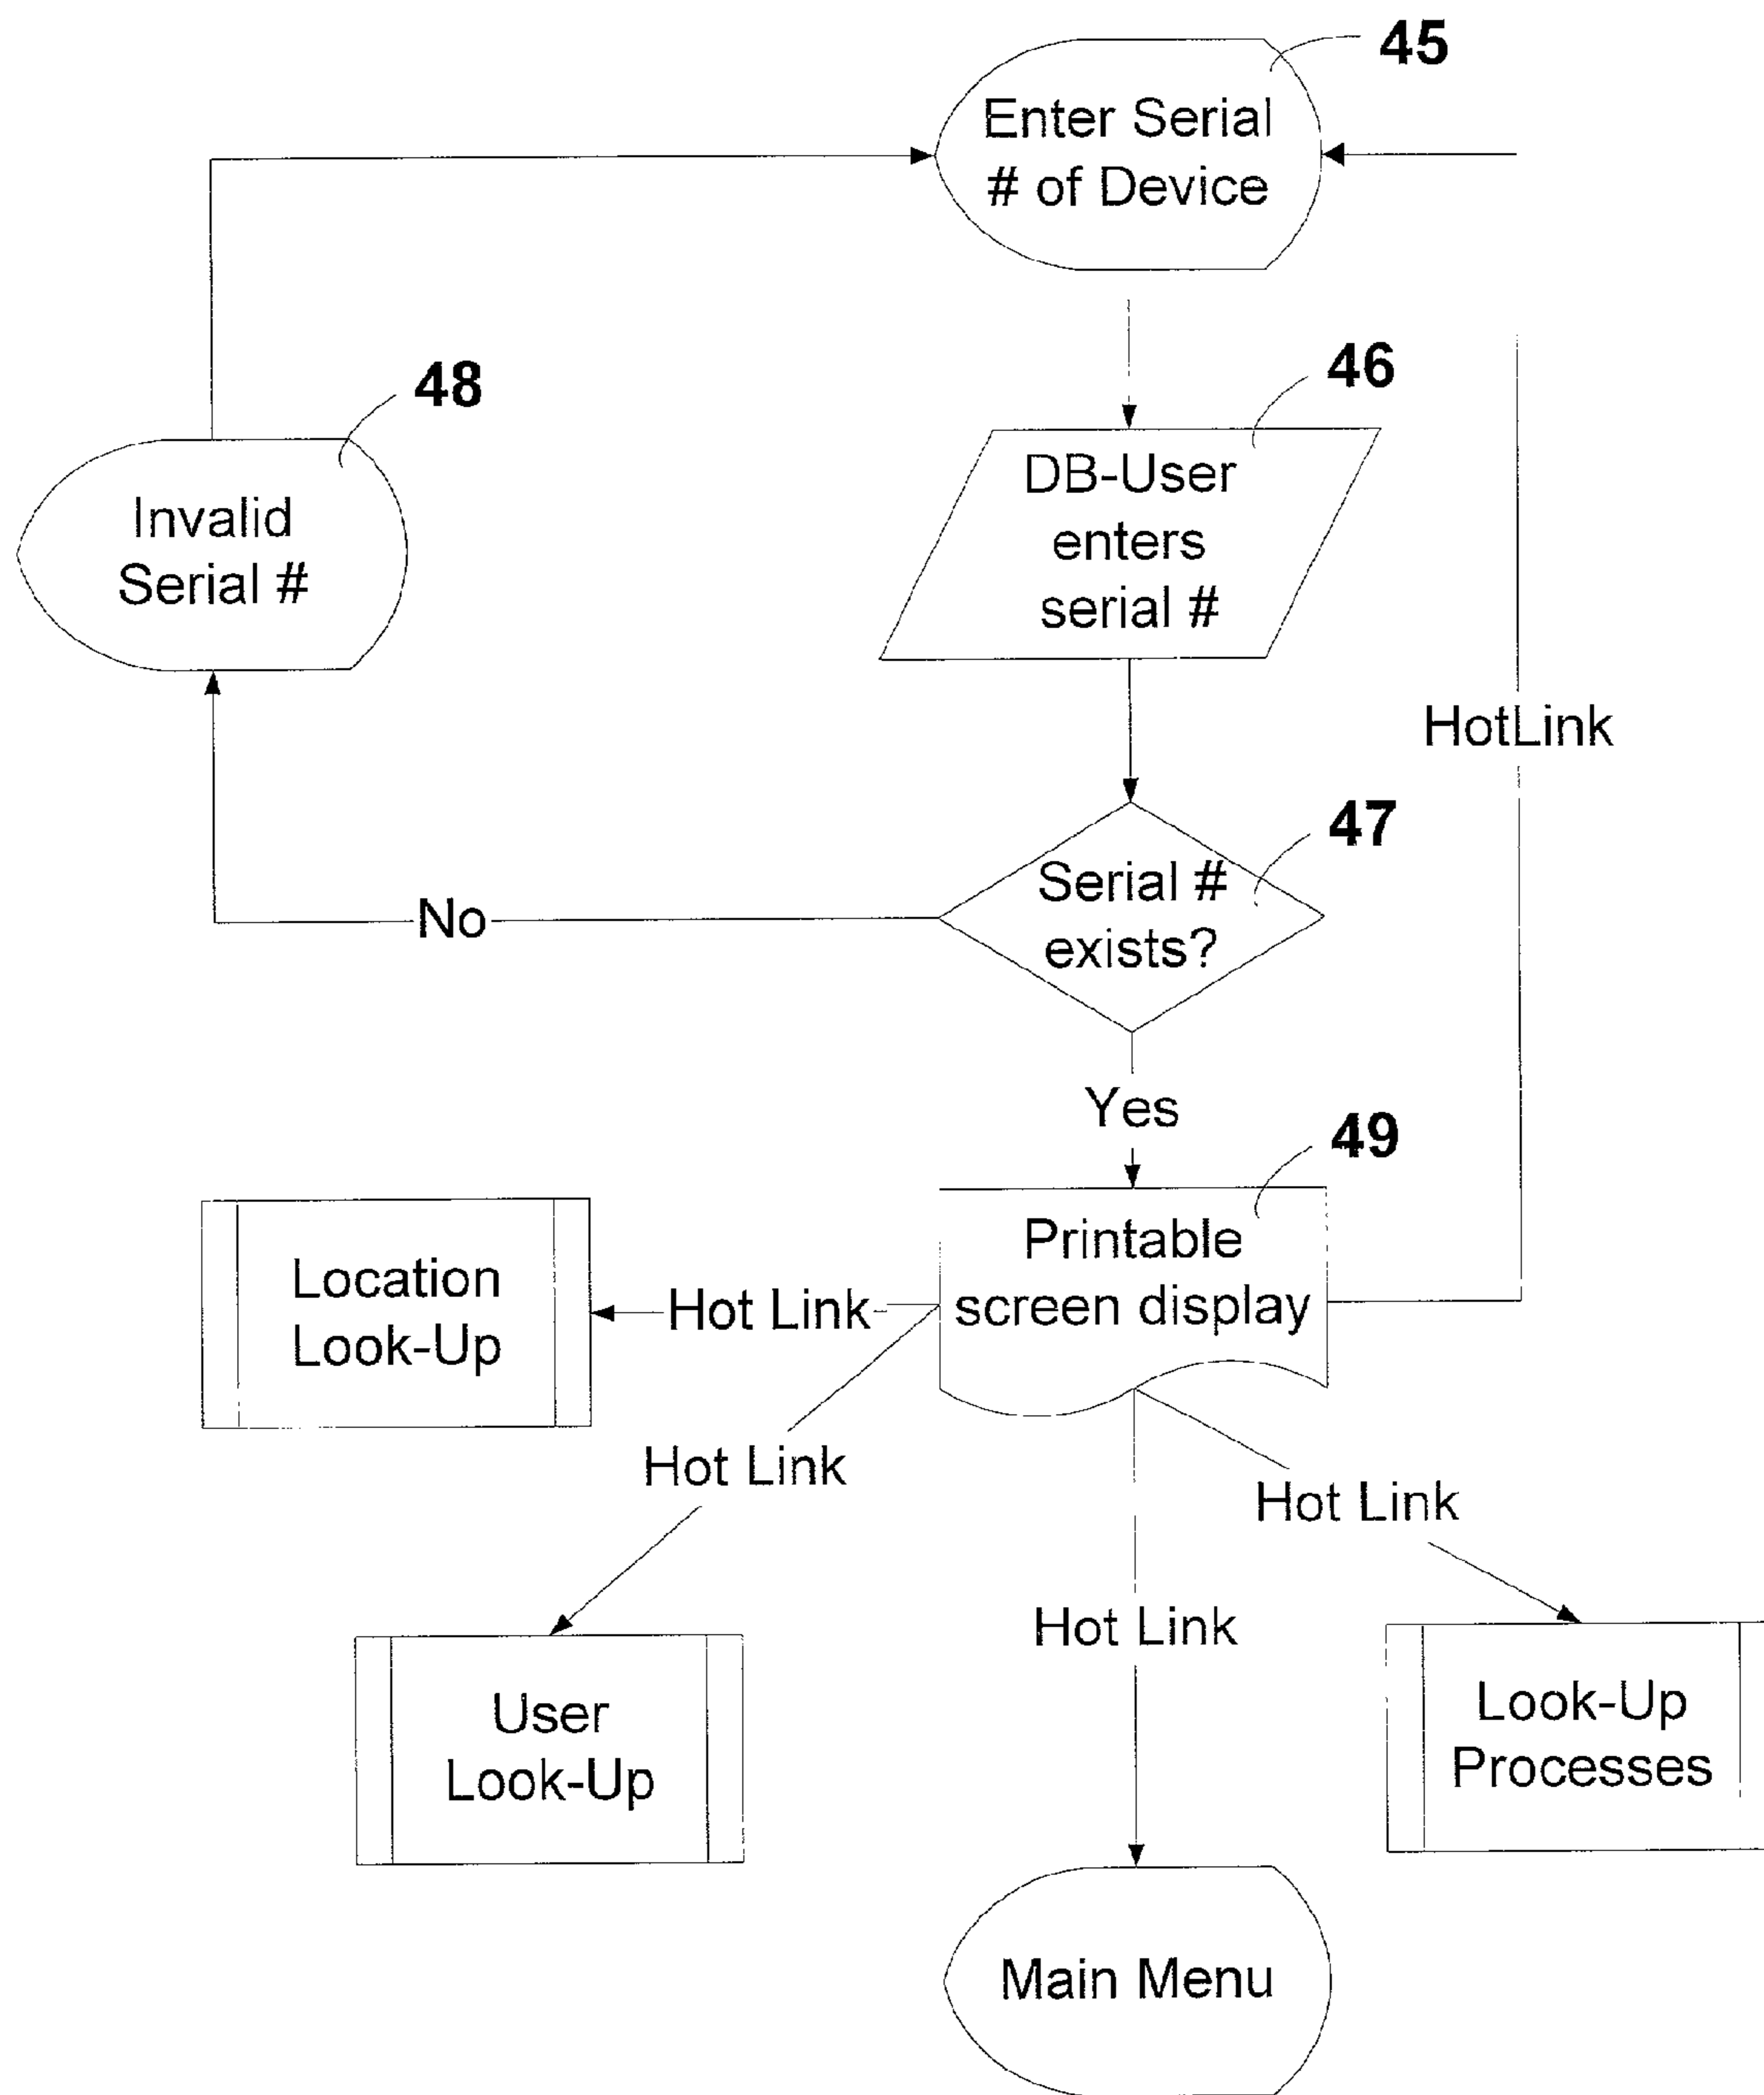 45
Enter Serial
# of Device
46
48
DB-User
enters
serial #
Invalid
Serial #
HotLink
47
Serial #
exists?
No
Yes
49
Printable
screen display
Location
Look-Up
Hot Link
Hot Link
Hot Link
Hot Link
User
Look-Up
Look-Up
Processes
Main Menu